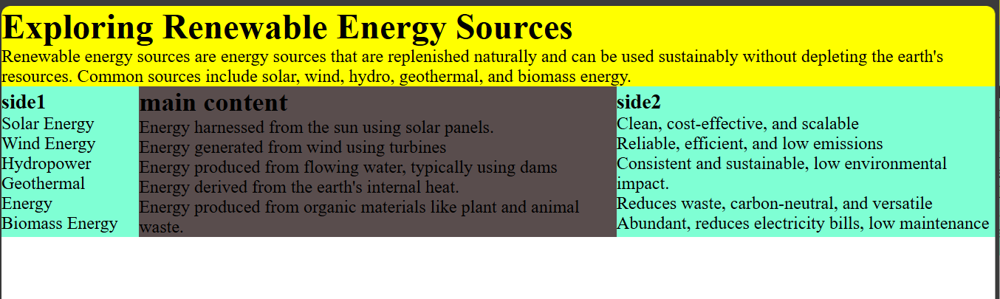 Exploring Renewable Energy Sources
Renewable energy sources are energy sources that are replenished naturally and can be used sustainably without depleting the earth's
resources. Common sources include solar, wind, hydro, geothermal, and biomass energy.
side1
Solar Energy
Wind Energy
Hydropower
Geothermal
Energy
Biomass Energy
main content
Energy harnessed from the sun using solar panels.
Energy generated from wind using turbines
Energy produced from flowing water, typically using dams
Energy derived from the earth's internal heat.
Energy produced from organic materials like plant and animal
waste.
side2
Clean, cost-effective, and scalable
Reliable, efficient, and low emissions
Consistent and sustainable, low environmental
impact.
Reduces waste, carbon-neutral, and versatile
Abundant, reduces electricity bills, low maintenance